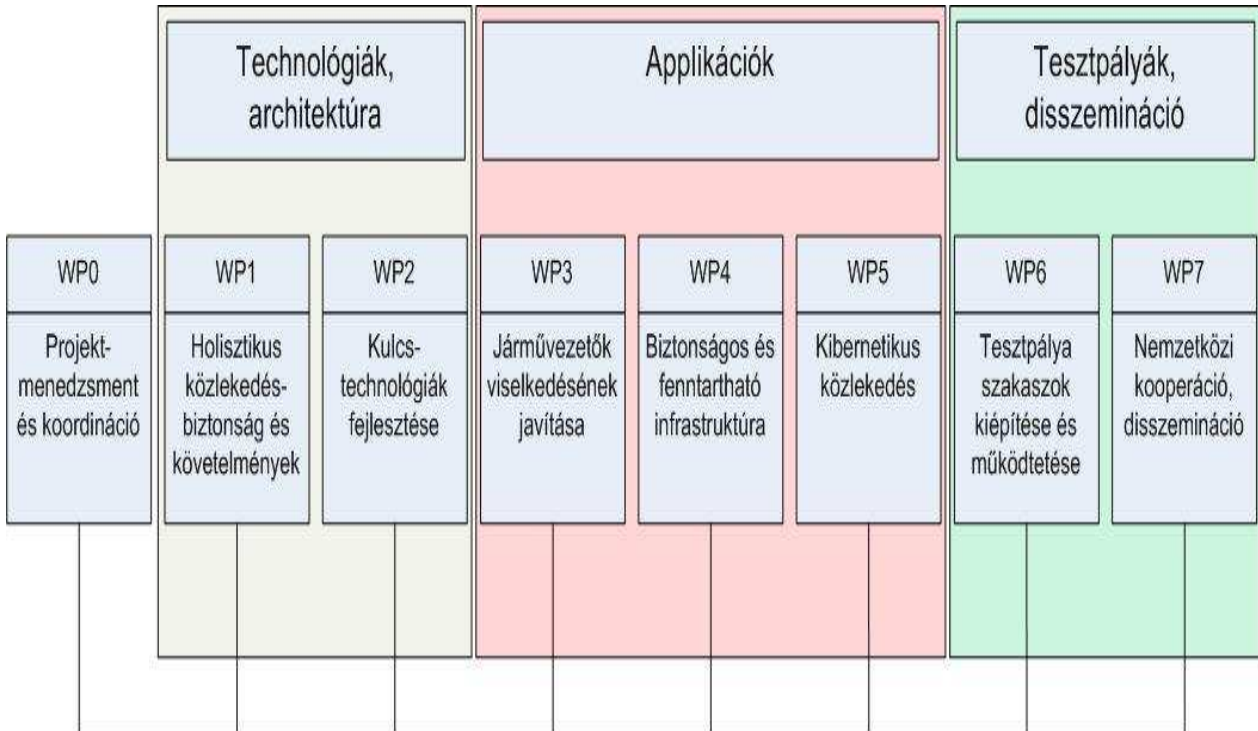 Technológiák,
architektúra
Applikációk
Tesztpályák,
disszemináció
WP0
Projekt-
menedzsment
és koordináció
WP1
Holisztikus
közlekedés-
biztonság és
követelmények
WP2
Kulcs-
technológiák
fejlesztése
WP3
Járművezetők
viselkedésének
javítása
WP4
Biztonságos és
fenntartható
infrastruktúra
WP5
Kibernetikus
közlekedés
WP6
Tesztpálya
szakaszok
kiépítése és
működtetése
WP7
Nemzetközi
kooperáció,
disszemináció